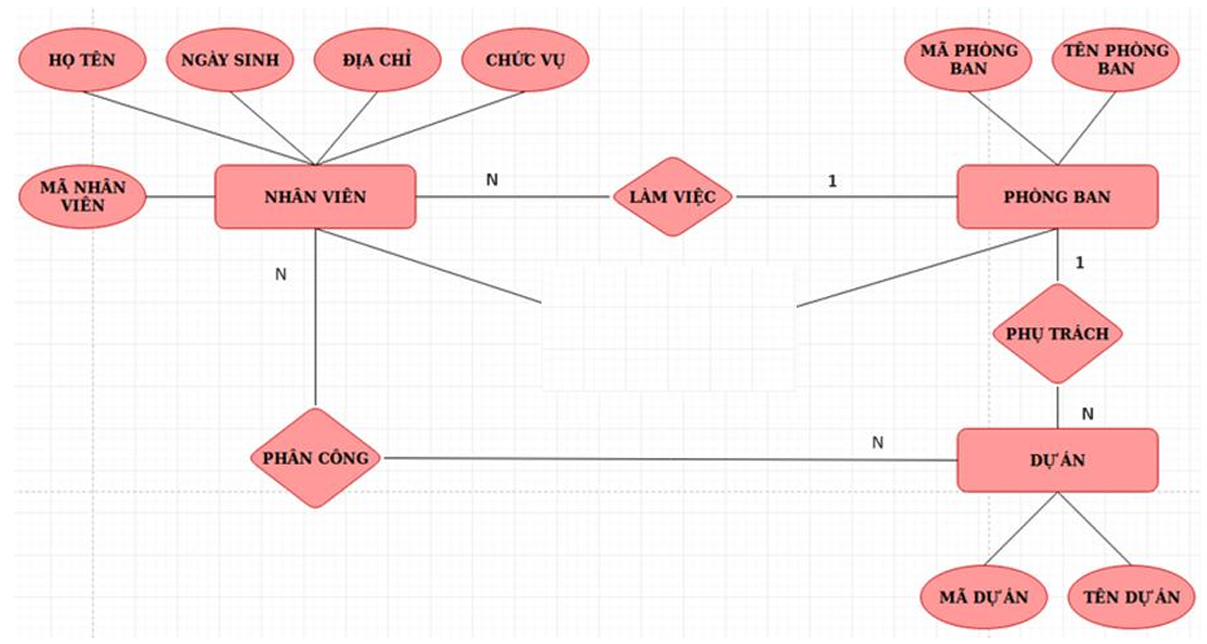 HỌ TÊN
NGÀY SINH
ĐỊA CHỈ
CHỨC VỤ
MÃ PHÒNG
BAN
TÊN PHÒNG
BAN
MÃ NHÂN
VIÊN
NHÂN VIÊN
N
LÀM VIỆC
1
PHÒNG BAN
N
1
PHỤ TRÁCH
N
PHÂN CÔNG
N
DỰ ÁN
MÃ DỰ ÁN
TÊN DỰ ÁN